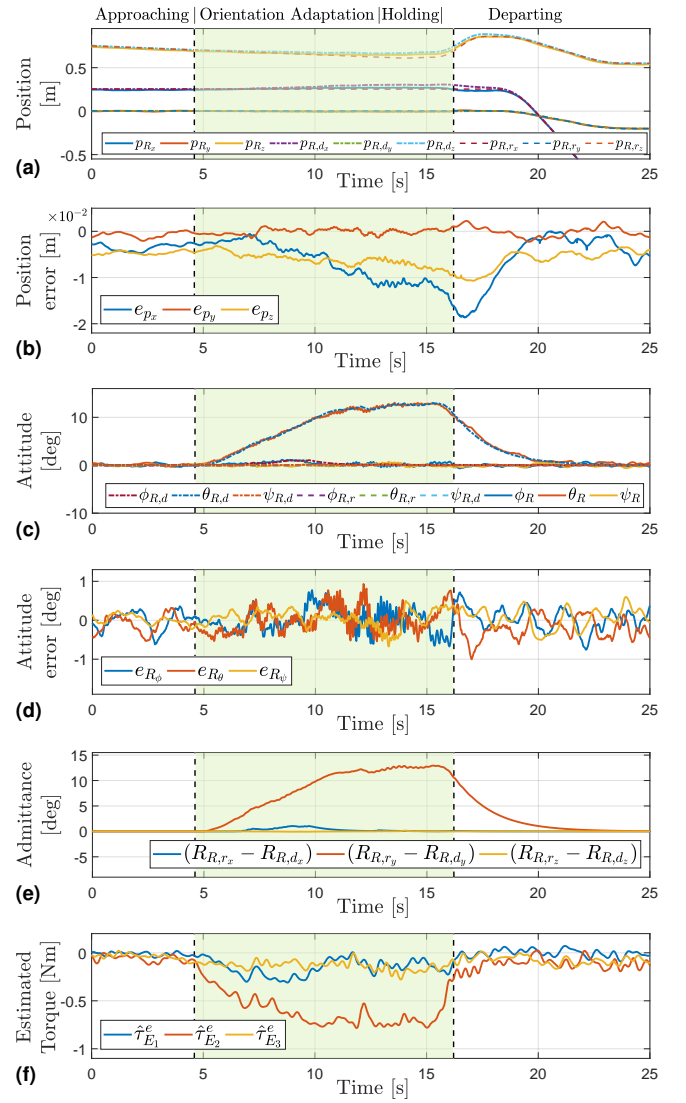 Approaching| Orientation Adaptation |Holding| Departing
Position [m]
0.5
0
-0.5
p_{R_x} p_{R_y} p_{R_z} p_{R,d_x} p_{R,d_y} p_{R,d_z} p_{R,r_x} p_{R,r_y} p_{R,r_z}
0 5 10 15 20 25
(a) Time [s]
×10^{-2}
Position error [m]
0
-1
-2
e_{p_x} e_{p_y} e_{p_z}
0 5 10 15 20 25
(b) Time [s]
Attitude [deg]
10
0
-10
ϕ_{R,d} θ_{R,d} ψ_{R,d} ϕ_{R,r} θ_{R,r} ψ_{R,d} ϕ_R θ_R ψ_R
0 5 10 15 20 25
(c) Time [s]
Attitude error [deg]
1
0
-1
e_{R_ϕ} e_{R_θ} e_{R_ψ}
0 5 10 15 20 25
(d) Time [s]
Admittance [deg]
15
10
5
0
-5
(R_{R,r_x} − R_{R,d_x}) (R_{R,r_y} − R_{R,d_y}) (R_{R,r_z} − R_{R,d_z})
0 5 10 15 20 25
(e) Time [s]
Estimated Torque [Nm]
0
-0.5
-1
τ̂^e_{E_1} τ̂^e_{E_2} τ̂^e_{E_3}
0 5 10 15 20 25
(f) Time [s]